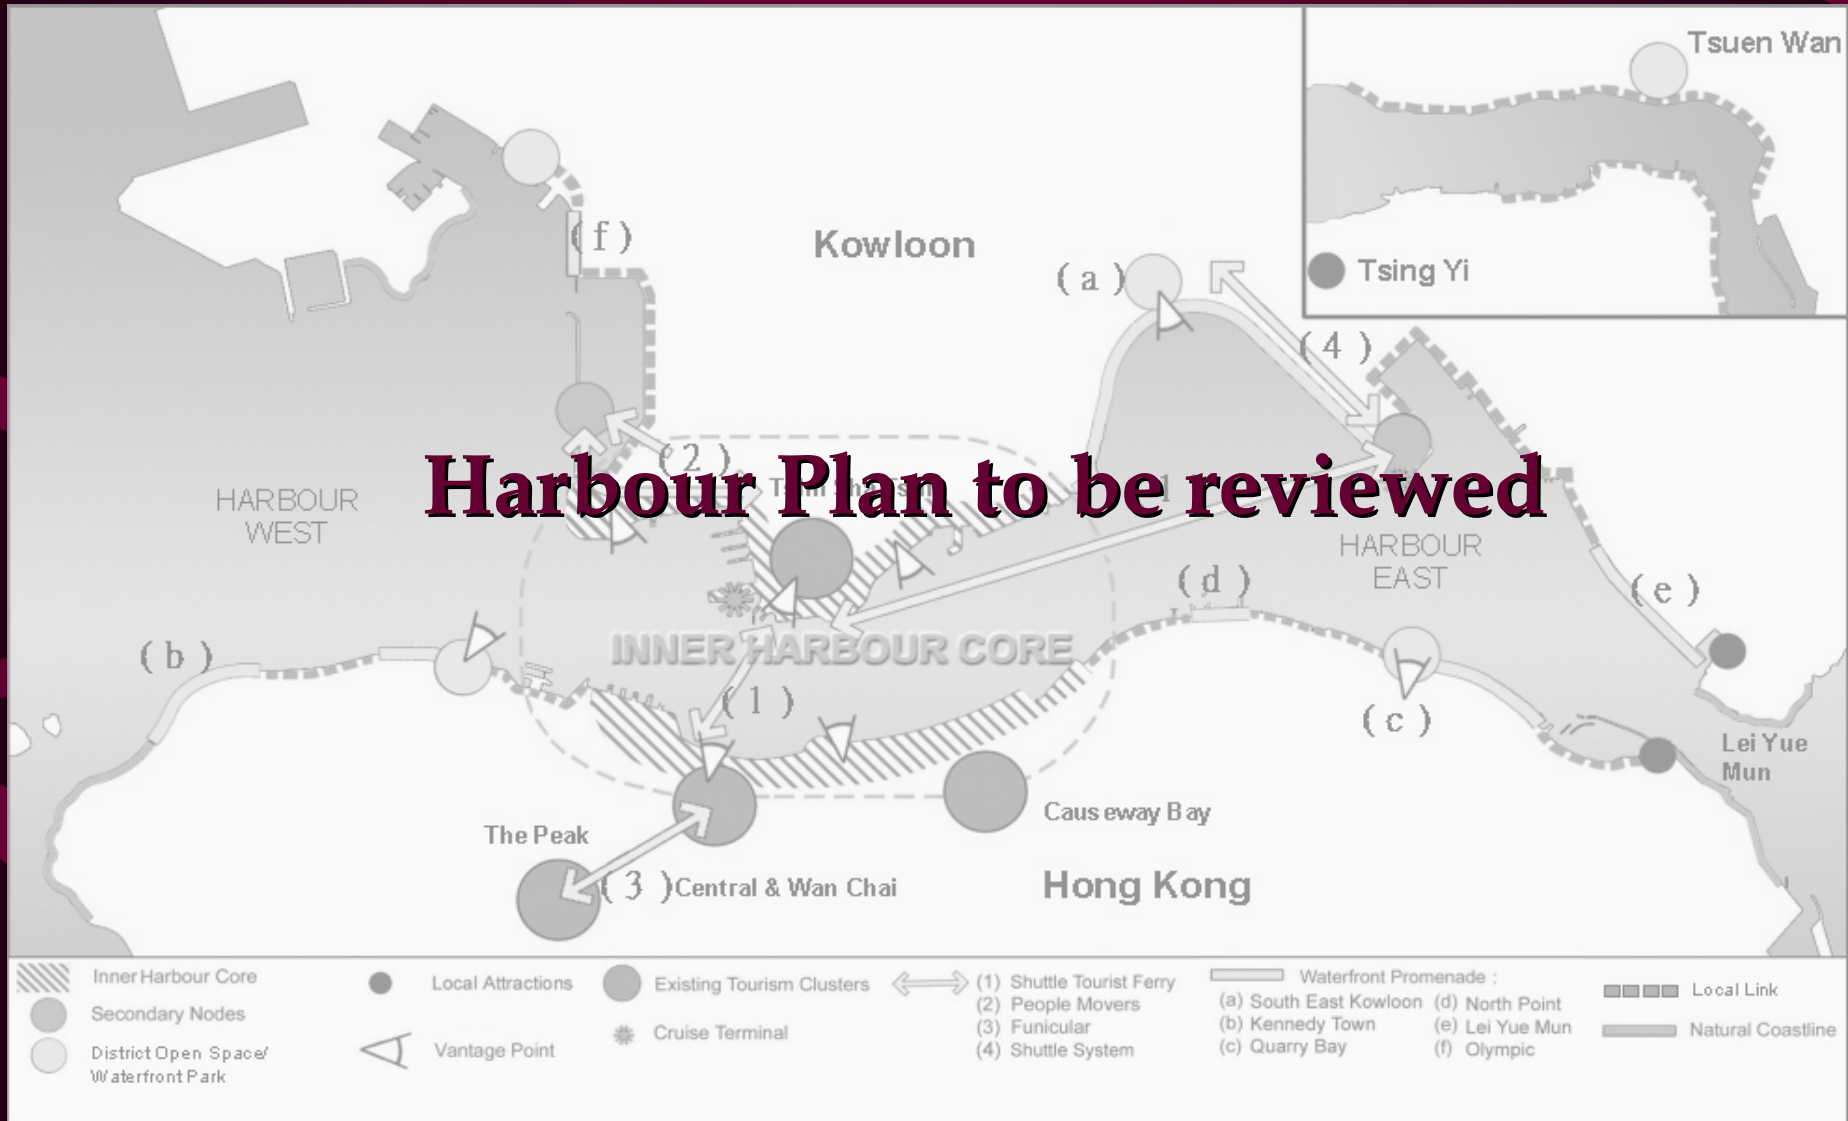 Tsuen Wan
Tsing Yi
( f )
Kowloon
( a )
( 4 )
( 2 )
Harbour Plan to be reviewed
HARBOUR
WEST
HARBOUR
EAST
( d )
( e )
( b )
INNER HARBOUR CORE
( 1 )
( c )
Lei Yue
Mun
Causeway Bay
The Peak
( 3 )
Central & Wan Chai
Hong Kong
Inner Harbour Core
Secondary Nodes
District Open Space/
Waterfront Park
Local Attractions
Vantage Point
Existing Tourism Clusters
Cruise Terminal
(1) Shuttle Tourist Ferry
(2) People Movers
(3) Funicular
(4) Shuttle System
Waterfront Promenade :
(a) South East Kowloon
(b) Kennedy Town
(c) Quarry Bay
(d) North Point
(e) Lei Yue Mun
(f) Olympic
Local Link
Natural Coastline